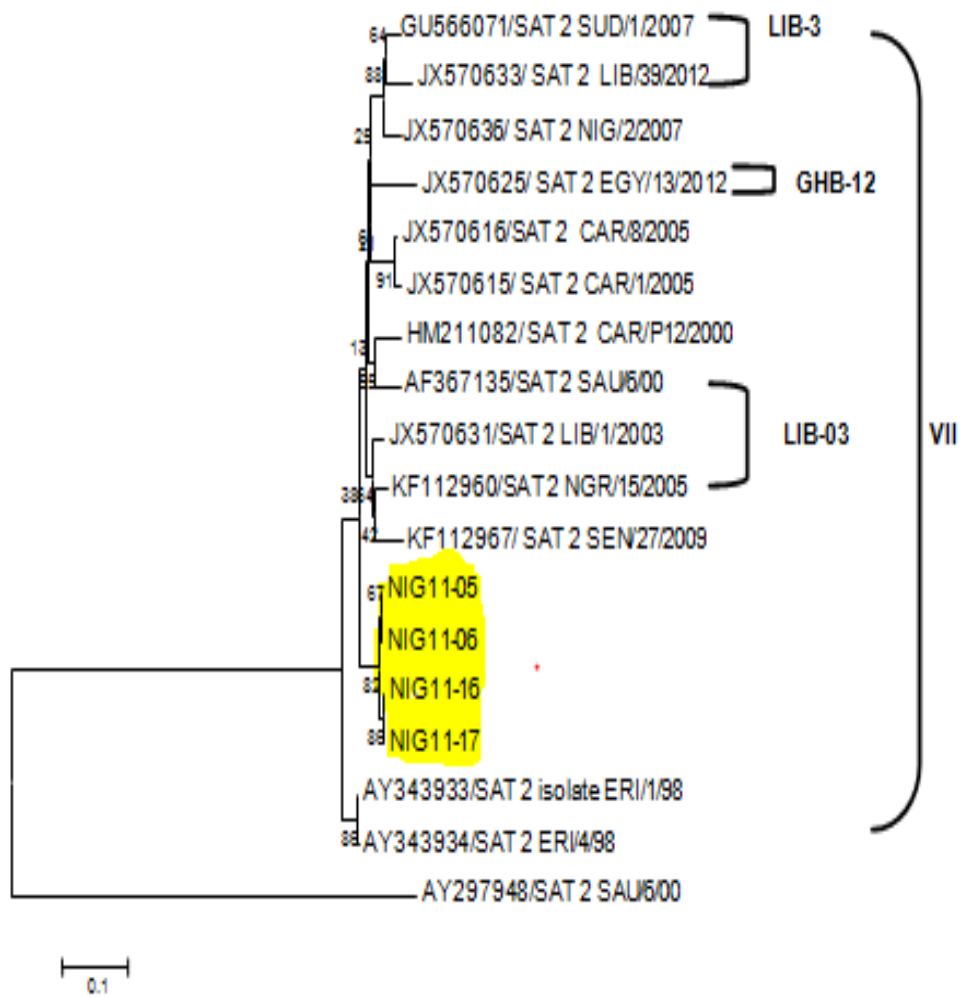 64
GU566071/SAT 2 SUD/1/2007
LIB-3
88
JX570633/ SAT 2 LIB/39/2012
25
JX570636/ SAT 2 NIG/2/2007
JX570625/ SAT 2 EGY/13/2012
GHB-12
JX570616/SAT 2 CAR/8/2005
91
JX570615/ SAT 2 CAR/1/2005
HM211082/ SAT 2 CAR/P12/2000
13
AF367135/SAT 2 SAU/6/00
JX570631/SAT 2 LIB/1/2003
LIB-03
VII
38
KF112960/SAT 2 NGR/15/2005
KF112967/ SAT 2 SEN/27/2009
67
NIG11-05
NIG11-06
82
NIG11-16
86
NIG11-17
AY343933/SAT 2 isolate ERI/1/98
86
AY343934/SAT 2 ERI/4/98
AY297948/SAT 2 SAU/6/00
0.1